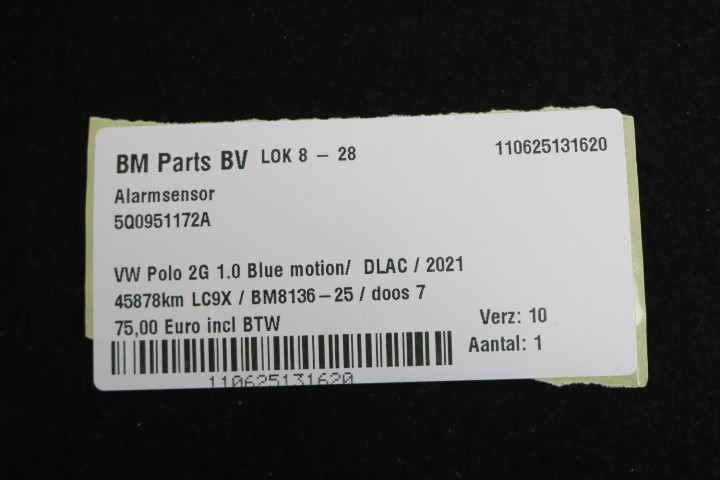 BM Parts BV LOK 8 - 28 110625131620
Alarmsensor
5Q0951172A
VW Polo 2G 1.0 Blue motion/ DLAC / 2021
45878km LC9X / BM8136-25 / doos 7
75,00 Euro incl BTW Verz: 10
Aantal: 1
110625131620